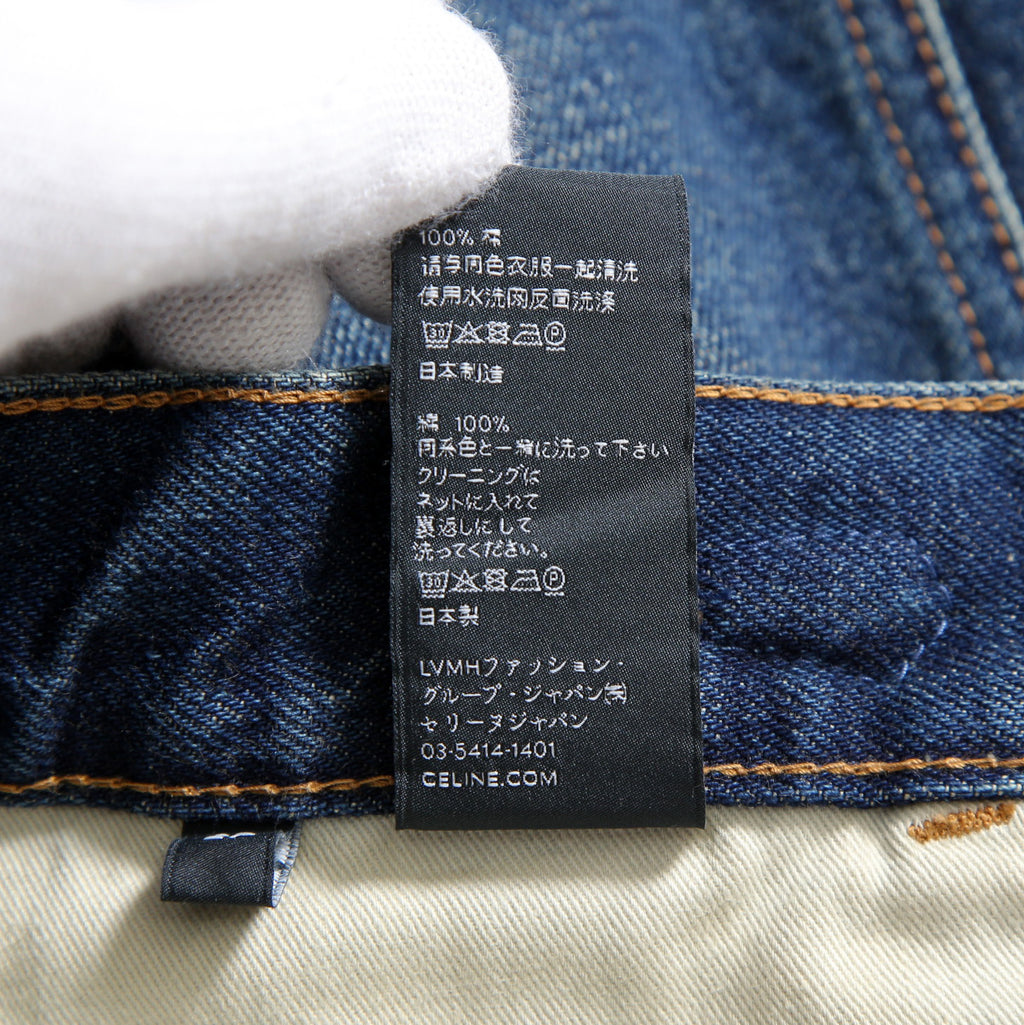 100% 棉
请与同色衣服一起清洗
使用水洗网反面洗涤
30 P
日本制造
綿 100%
同系色と一緒に洗って下さい
クリーニングは
ネットに入れて
裏返しにして
洗ってください。
30 P
日本製
LVMHファッション・
グループ・ジャパン㈱
セリーヌジャパン
03-5414-1401
CELINE.COM